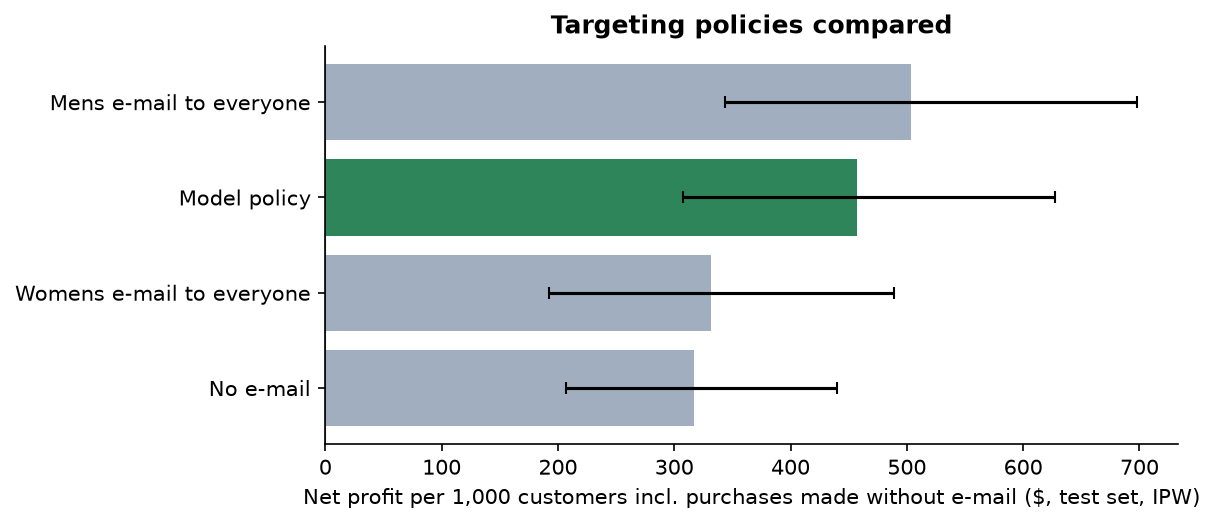 Targeting policies compared
Mens e-mail to everyone
Model policy
Womens e-mail to everyone
No e-mail
0 100 200 300 400 500 600 700
Net profit per 1,000 customers incl. purchases made without e-mail ($, test set, IPW)